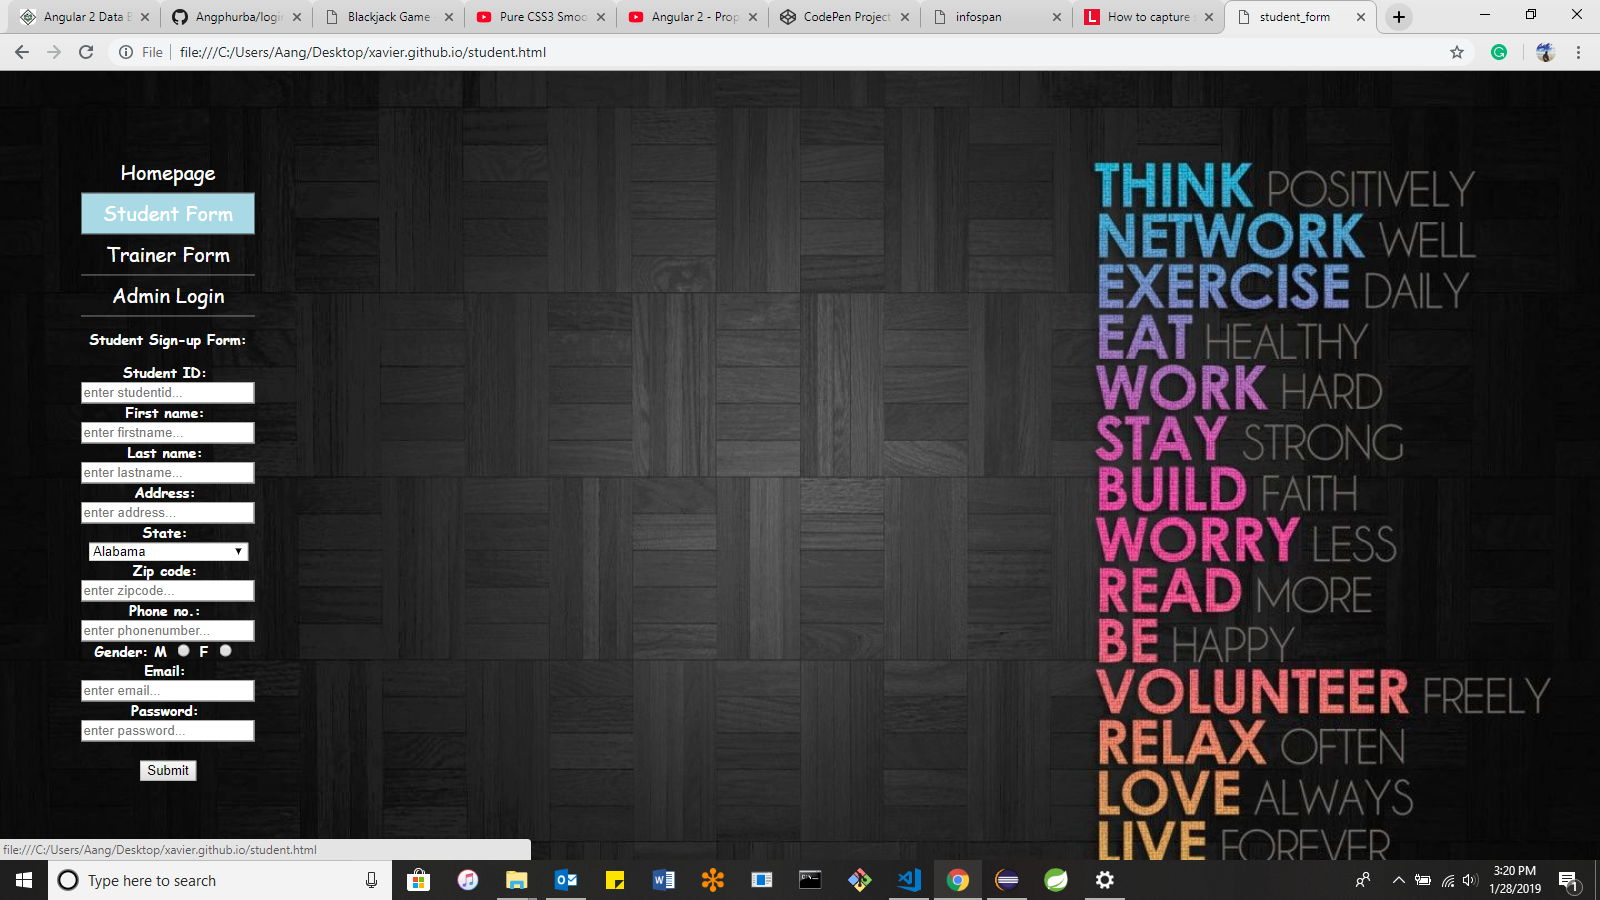 Angular 2 Data B
Angphurba/login
Blackjack Game
Pure CSS3 Smoo
Angular 2 - Prop
CodePen Project
infospan
How to capture
student_form
File
file:///C:/Users/Aang/Desktop/xavier.github.io/student.html
Homepage
Student Form
Trainer Form
Admin Login
Student Sign-up Form:
Student ID:
enter studentid...
First name:
enter firstname...
Last name:
enter lastname...
Address:
enter address...
State:
Alabama
Zip code:
enter zipcode...
Phone no.:
enter phonenumber...
Gender: M F
Email:
enter email...
Password:
enter password...
Submit
THINK POSITIVELY
NETWORK WELL
EXERCISE DAILY
EAT HEALTHY
WORK HARD
STAY STRONG
BUILD FAITH
WORRY LESS
READ MORE
BE HAPPY
VOLUNTEER FREELY
RELAX OFTEN
LOVE ALWAYS
LIVE FOREVER
file:///C:/Users/Aang/Desktop/xavier.github.io/student.html
Type here to search
3:20 PM
1/28/2019
1